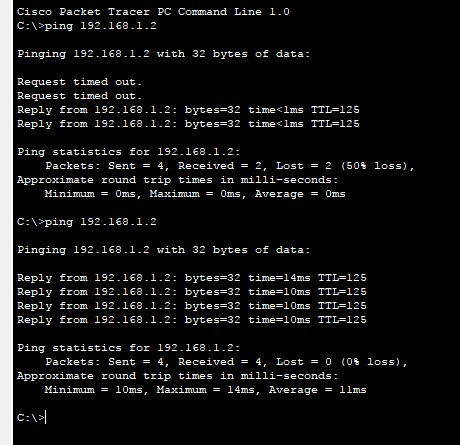 Cisco Packet Tracer PC Command Line 1.0
C:\>ping 192.168.1.2
Pinging 192.168.1.2 with 32 bytes of data:
Request timed out.
Request timed out.
Reply from 192.168.1.2: bytes=32 time<1ms TTL=125
Reply from 192.168.1.2: bytes=32 time<1ms TTL=125
Ping statistics for 192.168.1.2:
Packets: Sent = 4, Received = 2, Lost = 2 (50% loss),
Approximate round trip times in milli-seconds:
Minimum = 0ms, Maximum = 0ms, Average = 0ms
C:\>ping 192.168.1.2
Pinging 192.168.1.2 with 32 bytes of data:
Reply from 192.168.1.2: bytes=32 time=14ms TTL=125
Reply from 192.168.1.2: bytes=32 time=10ms TTL=125
Reply from 192.168.1.2: bytes=32 time=10ms TTL=125
Reply from 192.168.1.2: bytes=32 time=10ms TTL=125
Ping statistics for 192.168.1.2:
Packets: Sent = 4, Received = 4, Lost = 0 (0% loss),
Approximate round trip times in milli-seconds:
Minimum = 10ms, Maximum = 14ms, Average = 11ms
C:\>